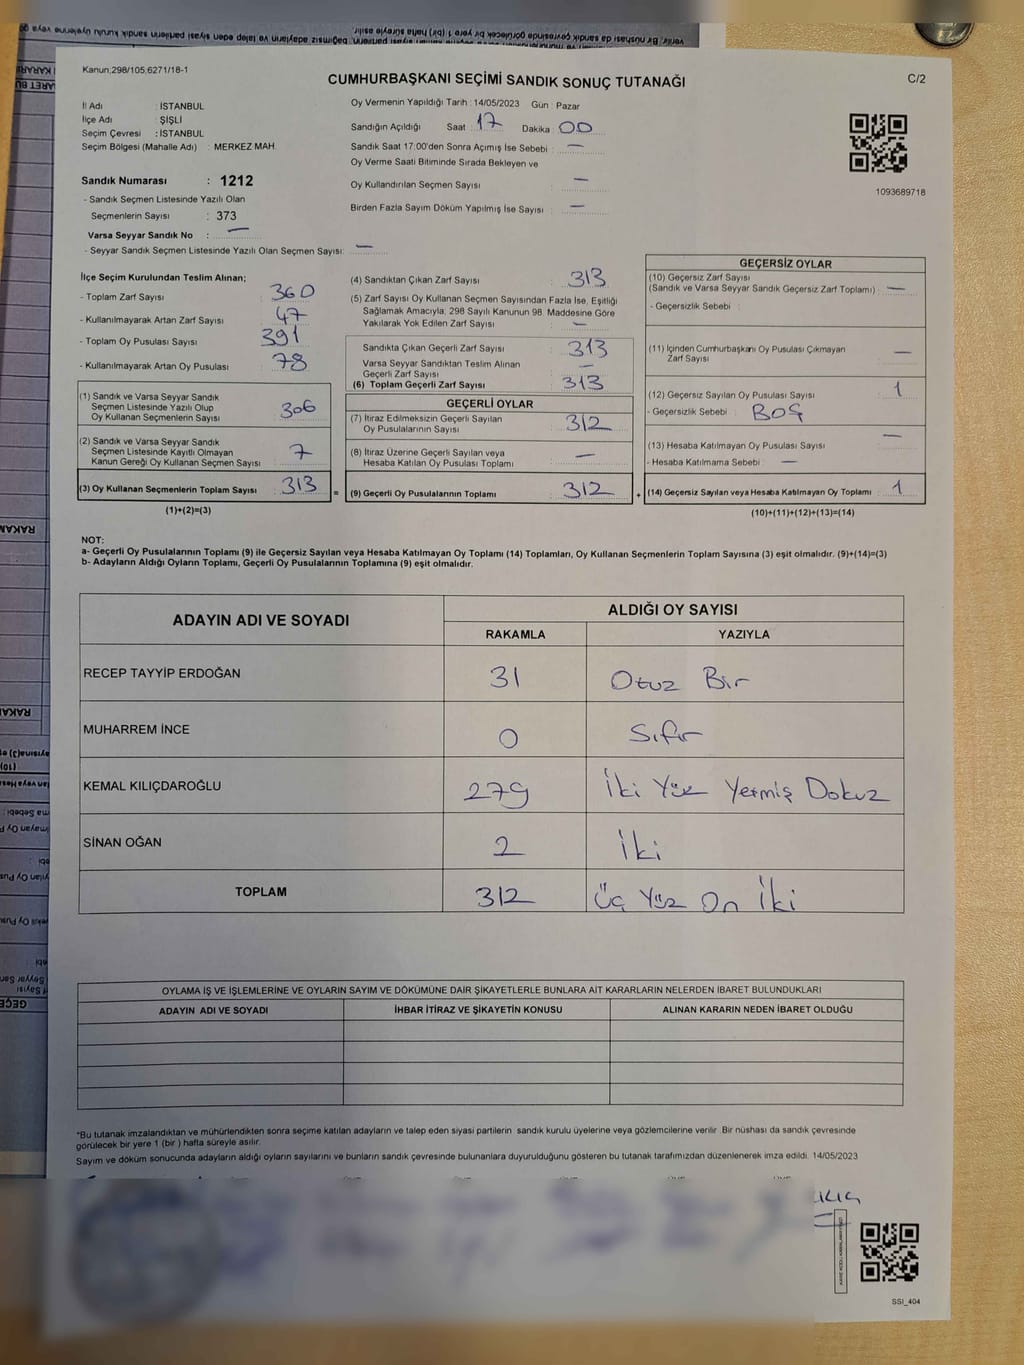 Kanun;298/105;6271/18-1
CUMHURBAŞKANI SEÇİMİ SANDIK SONUÇ TUTANAĞI
C/2
İl Adı : İSTANBUL
İlçe Adı : ŞİŞLİ
Seçim Çevresi : İSTANBUL
Seçim Bölgesi (Mahalle Adı) : MERKEZ MAH.
Sandık Numarası : 1212
- Sandık Seçmen Listesinde Yazılı Olan
Seçmenlerin Sayısı : 373
Varsa Seyyar Sandık No : —
- Seyyar Sandık Seçmen Listesinde Yazılı Olan Seçmen Sayısı: —
Oy Vermenin Yapıldığı Tarih : 14/05/2023 Gün : Pazar
Sandığın Açıldığı Saat : 17 Dakika : 00
Sandık Saat 17:00'den Sonra Açımış İse Sebebi : —
Oy Verme Saati Bitiminde Sırada Bekleyen ve
Oy Kullandırılan Seçmen Sayısı : —
Birden Fazla Sayım Döküm Yapılmış İse Sayısı : —
1093689718
İlçe Seçim Kurulundan Teslim Alınan;
- Toplam Zarf Sayısı : 360
- Kullanılmayarak Artan Zarf Sayısı : 47
- Toplam Oy Pusulası Sayısı : 391
- Kullanılmayarak Artan Oy Pusulası : 78
(1) Sandık ve Varsa Seyyar Sandık
Seçmen Listesinde Yazılı Olup
Oy Kullanan Seçmenlerin Sayısı : 306
(2) Sandık ve Varsa Seyyar Sandık
Seçmen Listesinde Kayıtlı Olmayan
Kanun Gereği Oy Kullanan Seçmen Sayısı : 7
(3) Oy Kullanan Seçmenlerin Toplam Sayısı : 313
(1)+(2)=(3)
(4) Sandıktan Çıkan Zarf Sayısı : 313
(5) Zarf Sayısı Oy Kullanan Seçmen Sayısından Fazla İse, Eşitliği
Sağlamak Amacıyla; 298 Sayılı Kanunun 98. Maddesine Göre
Yakılarak Yok Edilen Zarf Sayısı : —
Sandıkta Çıkan Geçerli Zarf Sayısı : 313
Varsa Seyyar Sandıktan Teslim Alınan
Geçerli Zarf Sayısı : —
(6) Toplam Geçerli Zarf Sayısı : 313
GEÇERLİ OYLAR
(7) İtiraz Edilmeksizin Geçerli Sayılan
Oy Pusulalarının Sayısı : 312
(8) İtiraz Üzerine Geçerli Sayılan veya
Hesaba Katılan Oy Pusulası Toplamı : —
= (9) Geçerli Oy Pusulalarının Toplamı : 312
GEÇERSİZ OYLAR
(10) Geçersiz Zarf Sayısı
(Sandık ve Varsa Seyyar Sandık Geçersiz Zarf Toplamı) : —
- Geçersizlik Sebebi :
(11) İçinden Cumhurbaşkanı Oy Pusulası Çıkmayan
Zarf Sayısı : —
(12) Geçersiz Sayılan Oy Pusulası Sayısı : 1
- Geçersizlik Sebebi : BOŞ
(13) Hesaba Katılmayan Oy Pusulası Sayısı : —
- Hesaba Katılmama Sebebi : —
+ (14) Geçersiz Sayılan veya Hesaba Katılmayan Oy Toplamı : 1
(10)+(11)+(12)+(13)=(14)
NOT:
a- Geçerli Oy Pusulalarının Toplamı (9) ile Geçersiz Sayılan veya Hesaba Katılmayan Oy Toplamı (14) Toplamları, Oy Kullanan Seçmenlerin Toplam Sayısına (3) eşit olmalıdır. (9)+(14)=(3)
b- Adayların Aldığı Oyların Toplamı, Geçerli Oy Pusulalarının Toplamına (9) eşit olmalıdır.
ADAYIN ADI VE SOYADI
ALDIĞI OY SAYISI
RAKAMLA YAZIYLA
RECEP TAYYİP ERDOĞAN 31 Otuz Bir
MUHARREM İNCE 0 Sıfır
KEMAL KILIÇDAROĞLU 279 İki Yüz Yetmiş Dokuz
SİNAN OĞAN 2 İki
TOPLAM 312 Üç Yüz On İki
OYLAMA İŞ VE İŞLEMLERİNE VE OYLARIN SAYIM VE DÖKÜMÜNE DAİR ŞİKAYETLERLE BUNLARA AİT KARARLARIN NELERDEN İBARET BULUNDUKLARI
ADAYIN ADI VE SOYADI İHBAR İTİRAZ VE ŞİKAYETİN KONUSU ALINAN KARARIN NEDEN İBARET OLDUĞU
*Bu tutanak imzalandıktan ve mühürlendikten sonra seçime katılan adayların ve talep eden siyasi partilerin sandık kurulu üyelerine veya gözlemcilerine verilir. Bir nüshası da sandık çevresinde
görülecek bir yere 1 (bir ) hafta süreyle asılır.
Sayım ve döküm sonucunda adayların aldığı oyların sayılarını ve bunların sandık çevresinde bulunanlara duyurulduğunu gösteren bu tutanak tarafımızdan düzenlenerek imza edildi. 14/05/2023
SSI_404